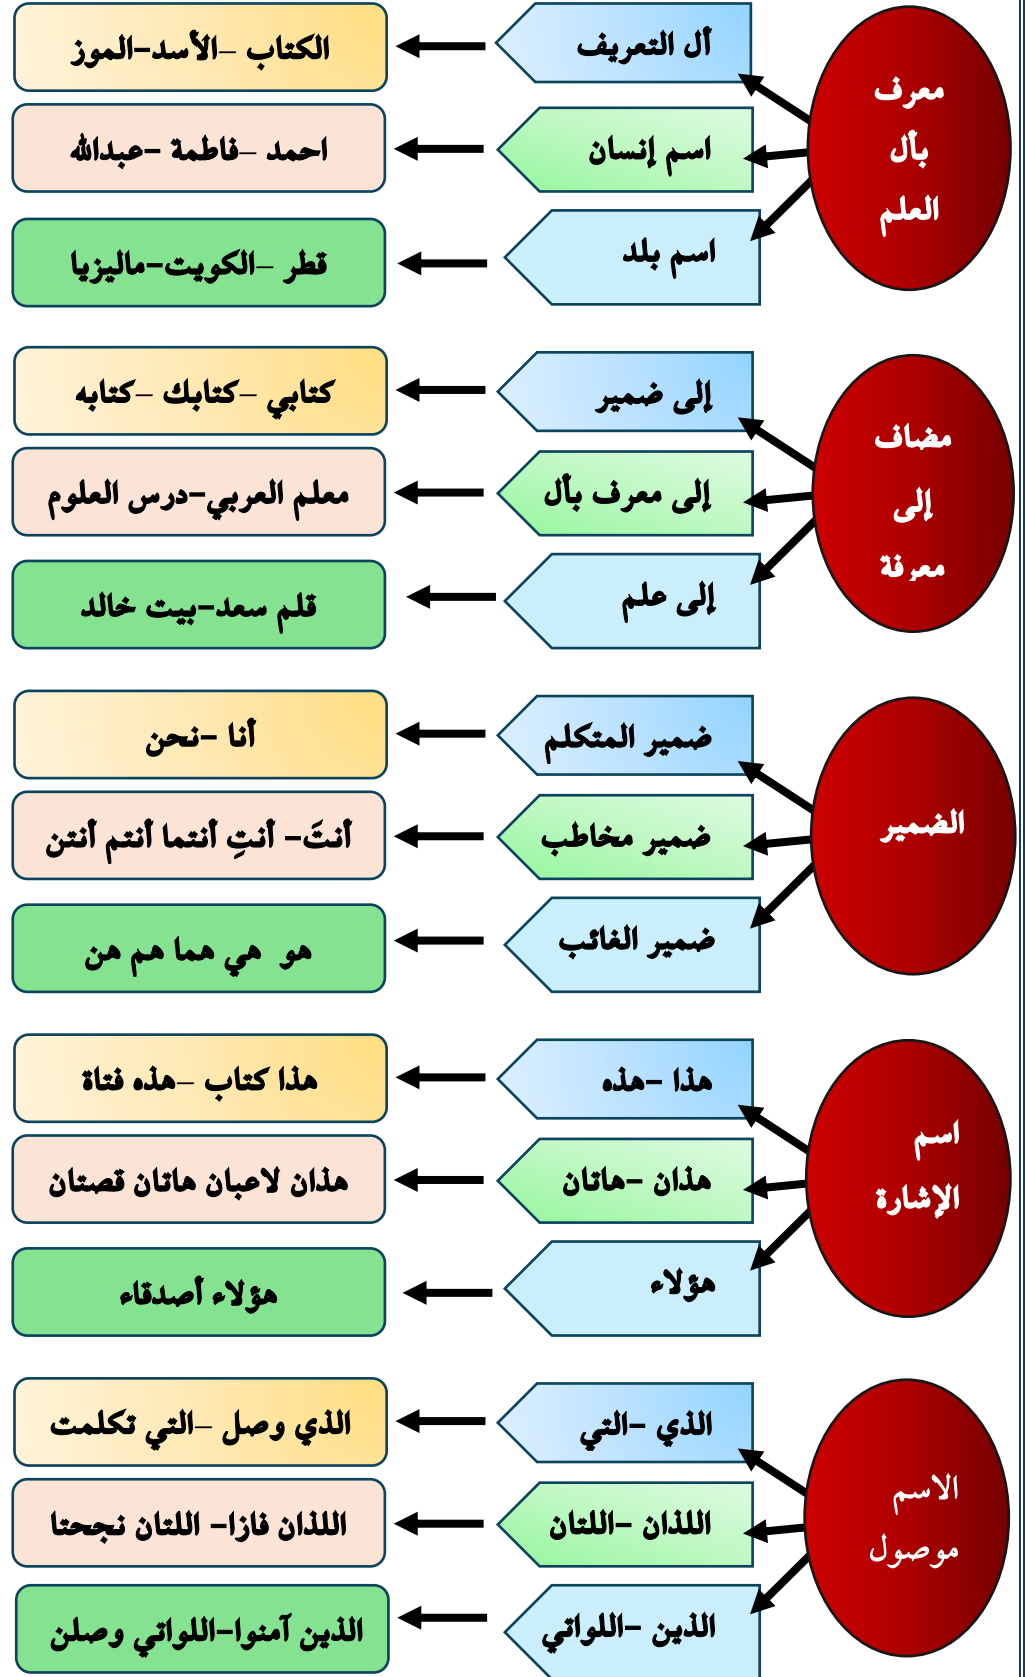 معرف
بأل
العلم
أل التعريف
الكتاب –الأسد-الموز
اسم إنسان
احمد –فاطمة -عبدالله
اسم بلد
قطر –الكويت-ماليزيا
مضاف
إلى
معرفة
إلى ضمير
كتابي –كتابك –كتابه
إلى معرف بأل
معلم العربي-درس العلوم
إلى علم
قلم سعد-بيت خالد
الضمير
ضمير المتكلم
أنا -نحن
ضمير مخاطب
أنتَ- أنتِ أنتما أنتم أنتن
ضمير الغائب
هو هي هما هم هن
اسم
الإشارة
هذا -هذه
هذا كتاب –هذه فتاة
هذان -هاتان
هذان لاعبان هاتان قصتان
هؤلاء
هؤلاء أصدقاء
الاسم
موصول
الذي -التي
الذي وصل –التي تكلمت
اللذان -اللتان
اللذان فازا- اللتان نجحتا
الذين -اللواتي
الذين آمنوا-اللواتي وصلن